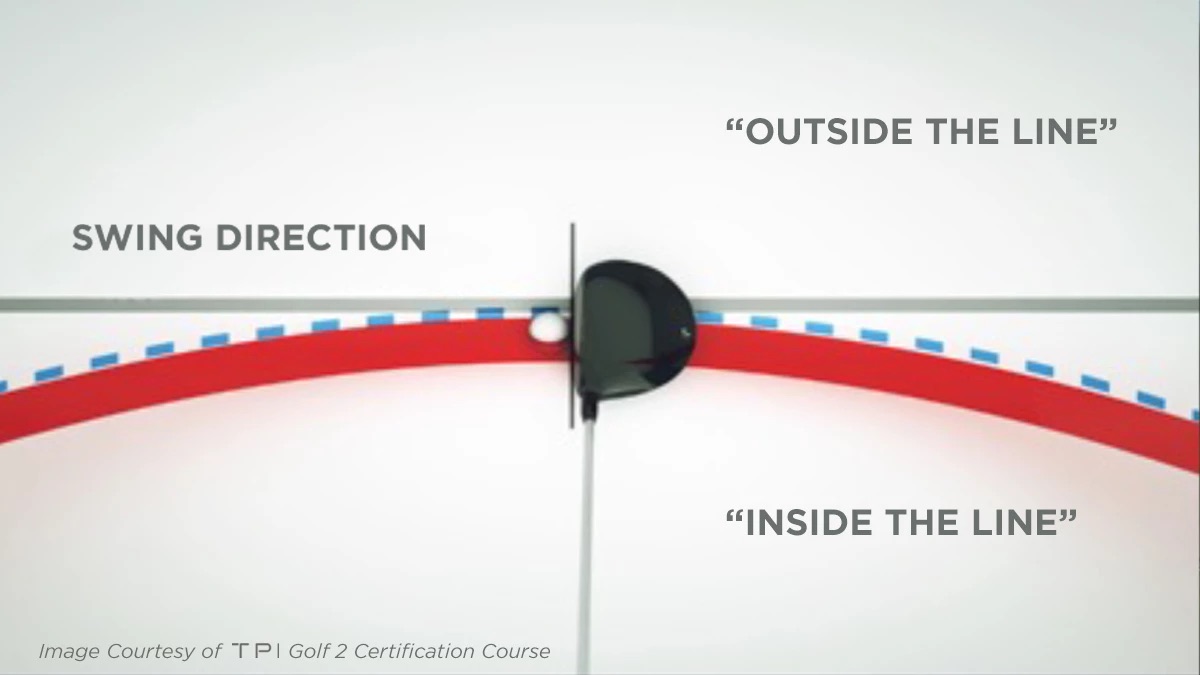 “OUTSIDE THE LINE”
SWING DIRECTION
“INSIDE THE LINE”
Image Courtesy of TPI Golf 2 Certification Course